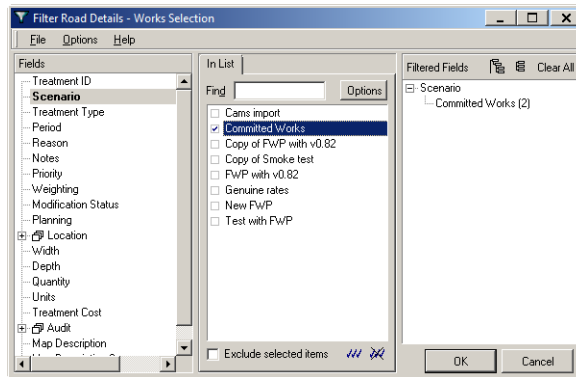 Filter Road Details - Works Selection
File Options Help
Fields
Treatment ID
Scenario
Treatment Type
Period
Reason
Notes
Priority
Weighting
Modification Status
Planning
Location
Width
Depth
Quantity
Units
Treatment Cost
Audit
Map Description
In List
Find
Options
Cams import
Committed Works
Copy of FWP with v0.82
Copy of Smoke test
FWP with v0.82
Genuine rates
New FWP
Test with FWP
Exclude selected items
Filtered Fields Clear All
Scenario
Committed Works (2)
OK Cancel